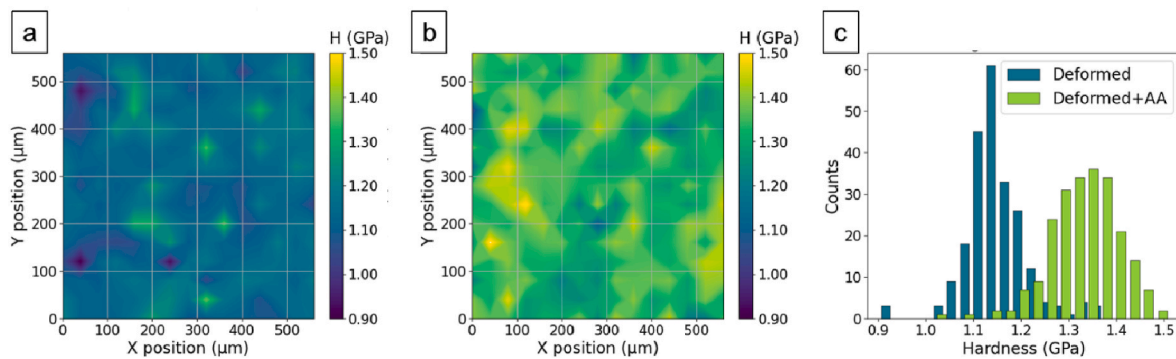 a
H (GPa)
1.50
1.40
1.30
1.20
1.10
1.00
0.90
500
400
300
200
100
0
0 100 200 300 400 500
Y position (μm)
X position (μm)
b
H (GPa)
1.50
1.40
1.30
1.20
1.10
1.00
0.90
500
400
300
200
100
0
0 100 200 300 400 500
Y position (μm)
X position (μm)
c
Deformed
Deformed+AA
60
50
40
30
20
10
0
0.9 1.0 1.1 1.2 1.3 1.4 1.5
Counts
Hardness (GPa)